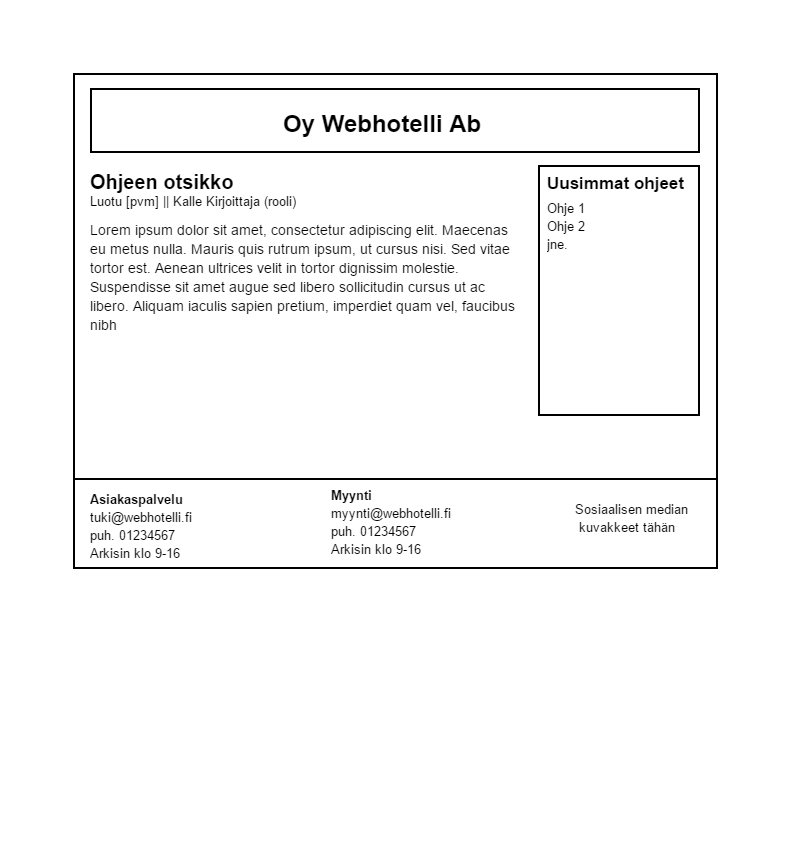 Oy Webhotelli Ab
Ohjeen otsikko
Luotu [pvm] || Kalle Kirjoittaja (rooli)
Lorem ipsum dolor sit amet, consectetur adipiscing elit. Maecenas
eu metus nulla. Mauris quis rutrum ipsum, ut cursus nisi. Sed vitae
tortor est. Aenean ultrices velit in tortor dignissim molestie.
Suspendisse sit amet augue sed libero sollicitudin cursus ut ac
libero. Aliquam iaculis sapien pretium, imperdiet quam vel, faucibus
nibh
Uusimmat ohjeet
Ohje 1
Ohje 2
jne.
Asiakaspalvelu
tuki@webhotelli.fi
puh. 01234567
Arkisin klo 9-16
Myynti
myynti@webhotelli.fi
puh. 01234567
Arkisin klo 9-16
Sosiaalisen median
kuvakkeet tähän